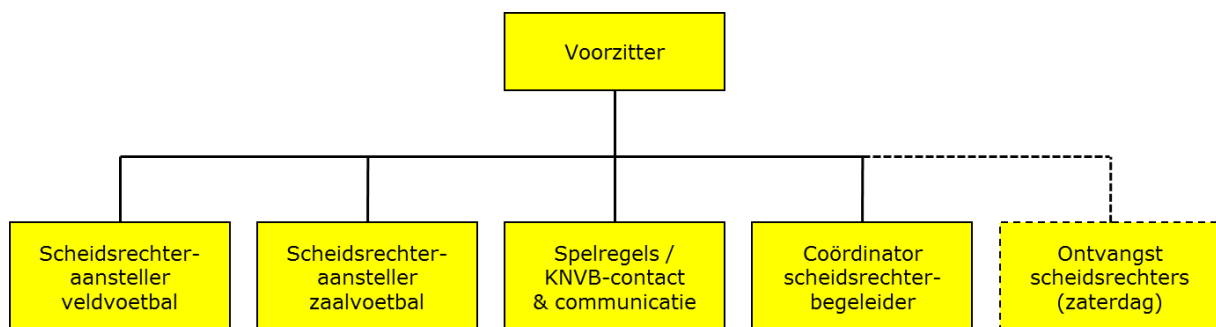 Voorzitter
Scheidsrechter-
aansteller
veldvoetbal
Scheidsrechter-
aansteller
zaalvoetbal
Spelregels /
KNVB-contact
& communicatie
Coördinator
scheidsrechter-
begeleider
Ontvangst
scheidsrechters
(zaterdag)